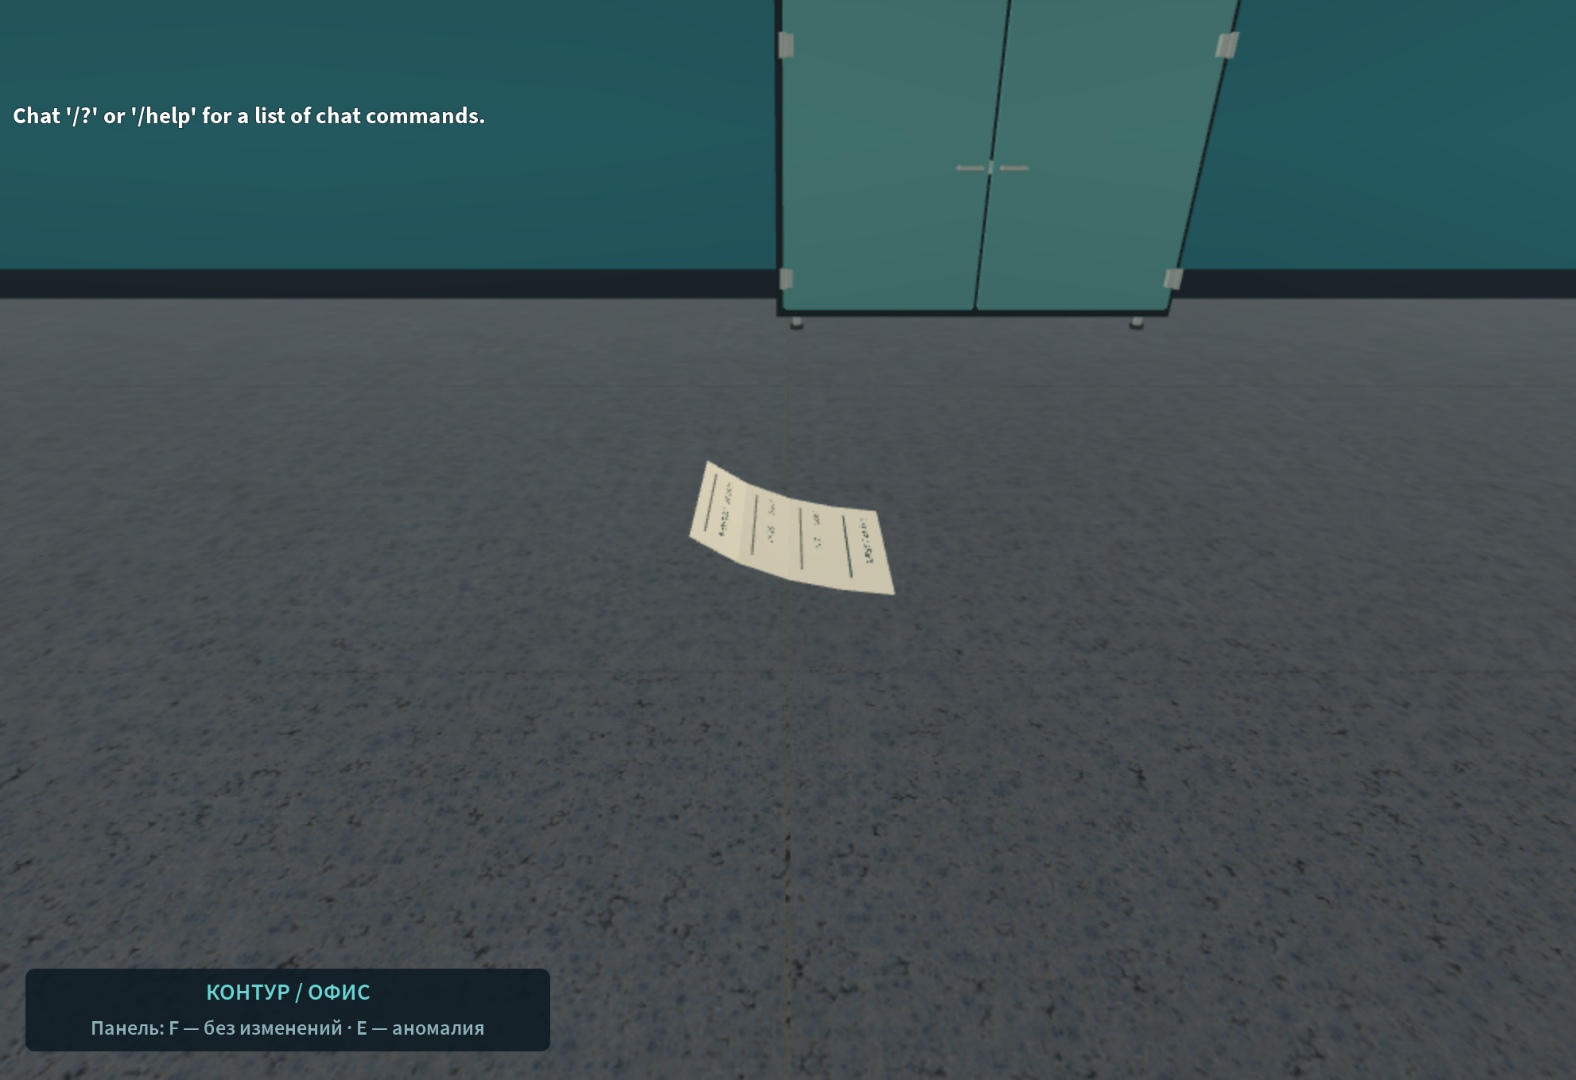 Chat '/?' or '/help' for a list of chat commands.
КОНТУР / ОФИС
Панель: F — без изменений · E — аномалия